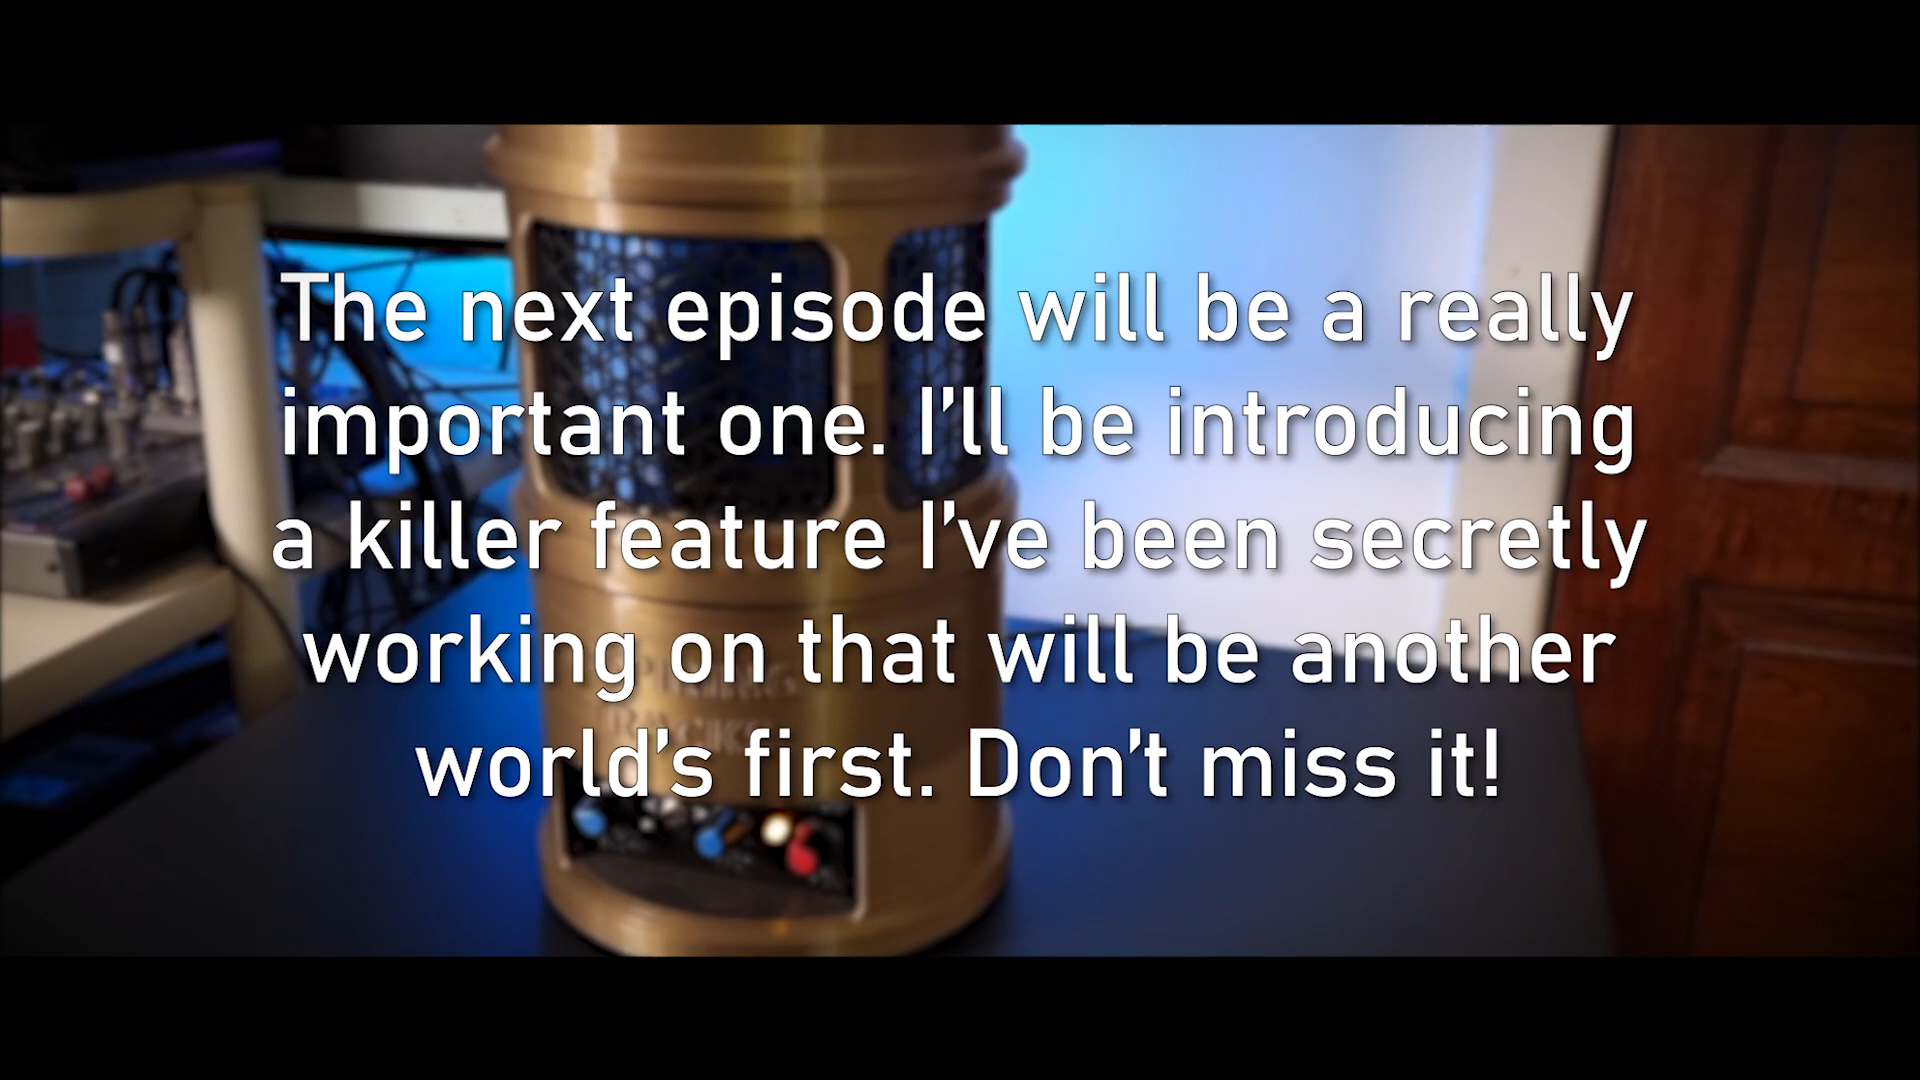 The next episode will be a really
important one. I’ll be introducing
a killer feature I’ve been secretly
working on that will be another
world’s first. Don’t miss it!